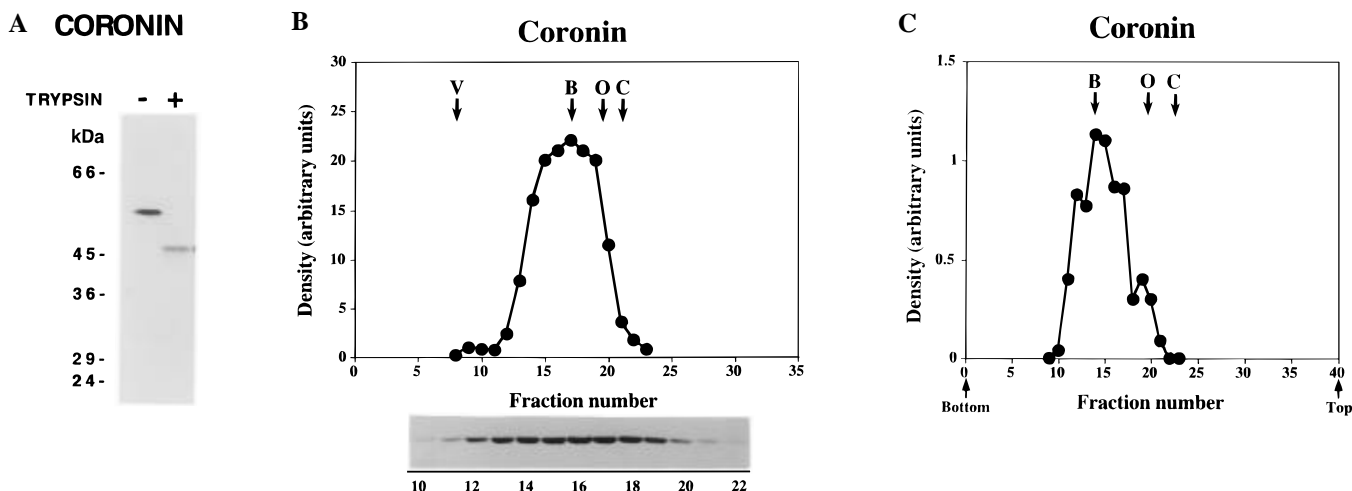 A CORONIN
TRYPSIN - +
kDa
66-
45-
36-
29-
24-
B
Coronin
V B O C
Density (arbitrary units)
30
25
20
15
10
5
0
0 5 10 15 20 25 30 35
Fraction number
10 12 14 16 18 20 22
C
Coronin
B O C
Density (arbitrary units)
1.5
1
0.5
0
0 5 10 15 20 25 30 35 40
Bottom Fraction number Top